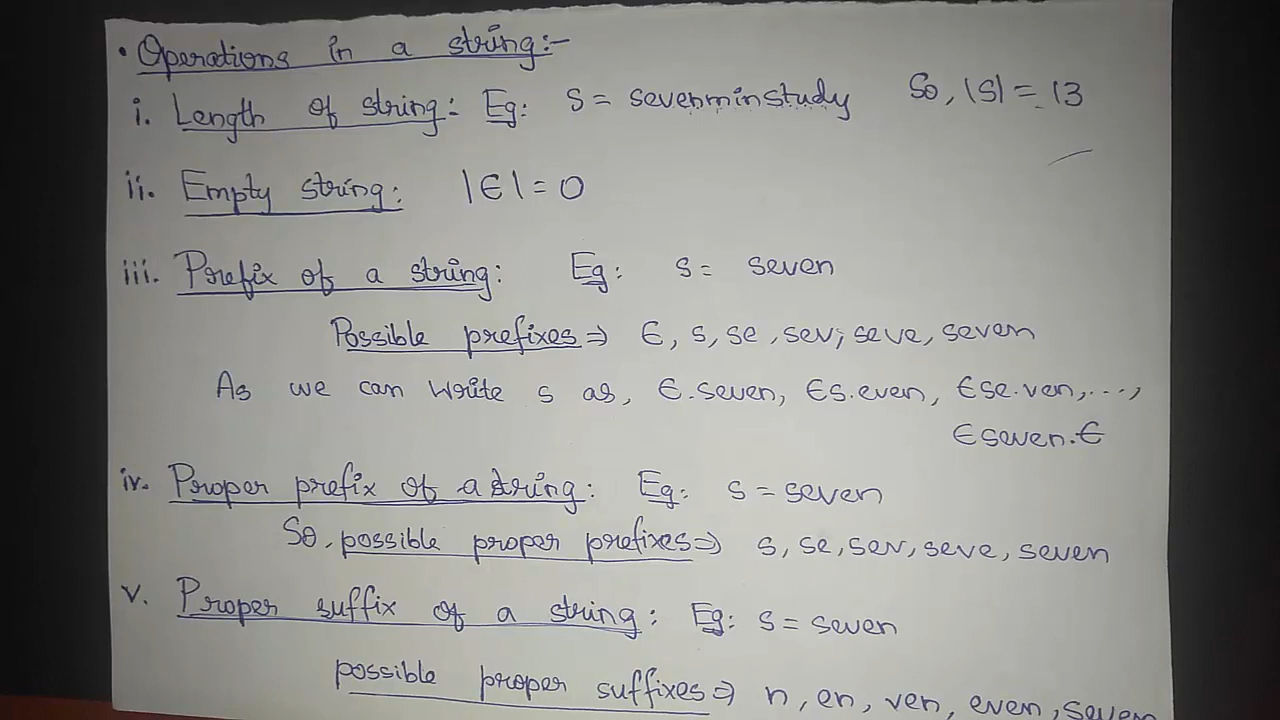 • Operations in a string:-
i. Length of string: Eg: S = sevenminstudy So, |S| = 13
ii. Empty string: |ϵ| = 0
iii. Prefix of a string: Eg: s = seven
Possible prefixes ⇒ ϵ, s, se, sev, seve, seven
As we can write s as, ϵ.seven, ϵs.even, ϵse.ven,...,
ϵseven.ϵ
iv. Proper prefix of a string: Eg: s = seven
So, possible proper prefixes ⇒ s, se, sev, seve, seven
v. Proper suffix of a string: Eg: s = seven
possible proper suffixes ⇒ n, en, ven, even, seven